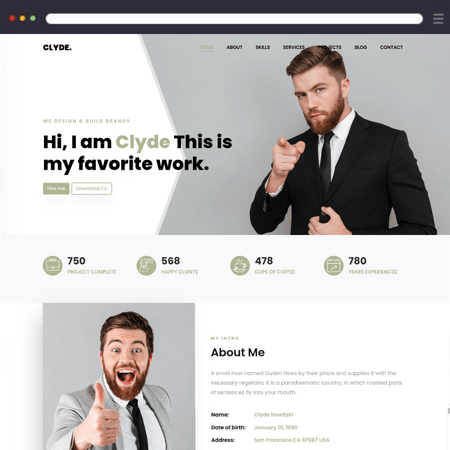 CLYDE.
HOME ABOUT SKILLS SERVICES PROJECTS BLOG CONTACT
WE DESIGN & BUILD BRANDS
Hi, I am Clyde This is
my favorite work.
Hire me Download CV
750 568 478 780
PROJECT COMPLETE HAPPY CLIENTS CUPS OF COFFEE YEARS EXPERIENCED
MY INTRO
About Me
A small river named Duden flows by their place and supplies it with the
necessary regelialia. It is a paradisematic country, in which roasted parts
of sentences fly into your mouth.
Name: Clyde Nowitzki
Date of birth: January 01, 1990
Address: San Francisco CA 97987 USA